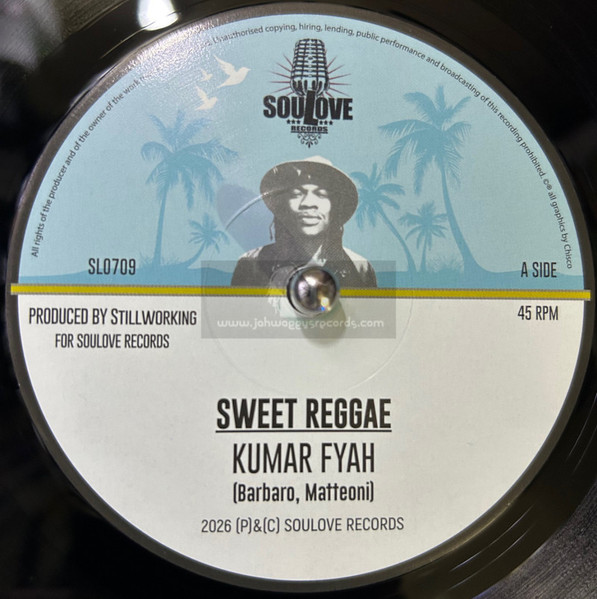 All rights of the producer and of the owner of the work
Unauthorised copying, hiring, lending, public performance and broadcasting of this recording prohibited. ©® all graphics by Chisco
SOULOVE
RECORDS
SL0709
A SIDE
PRODUCED BY STILLWORKING
45 RPM
FOR SOULOVE RECORDS
www.jahwaggysrecords.com
SWEET REGGAE
KUMAR FYAH
(Barbaro, Matteoni)
2026 (P)&(C) SOULOVE RECORDS